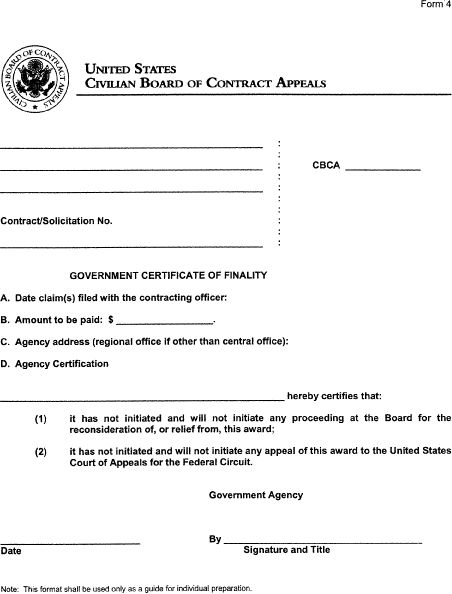 Form 4
CIVILIAN BOARD OF CONTRACT APPEALS
UNITED STATES
CIVILIAN BOARD OF CONTRACT APPEALS
CBCA ______________
Contract/Solicitation No.
GOVERNMENT CERTIFICATE OF FINALITY
A. Date claim(s) filed with the contracting officer:
B. Amount to be paid: $ __________________.
C. Agency address (regional office if other than central office):
D. Agency Certification
______________________________________________________ hereby certifies that:
(1) it has not initiated and will not initiate any proceeding at the Board for the
reconsideration of, or relief from, this award;
(2) it has not initiated and will not initiate any appeal of this award to the United States
Court of Appeals for the Federal Circuit.
Government Agency
By ______________________________________
Date Signature and Title
Note: This format shall be used only as a guide for individual preparation.